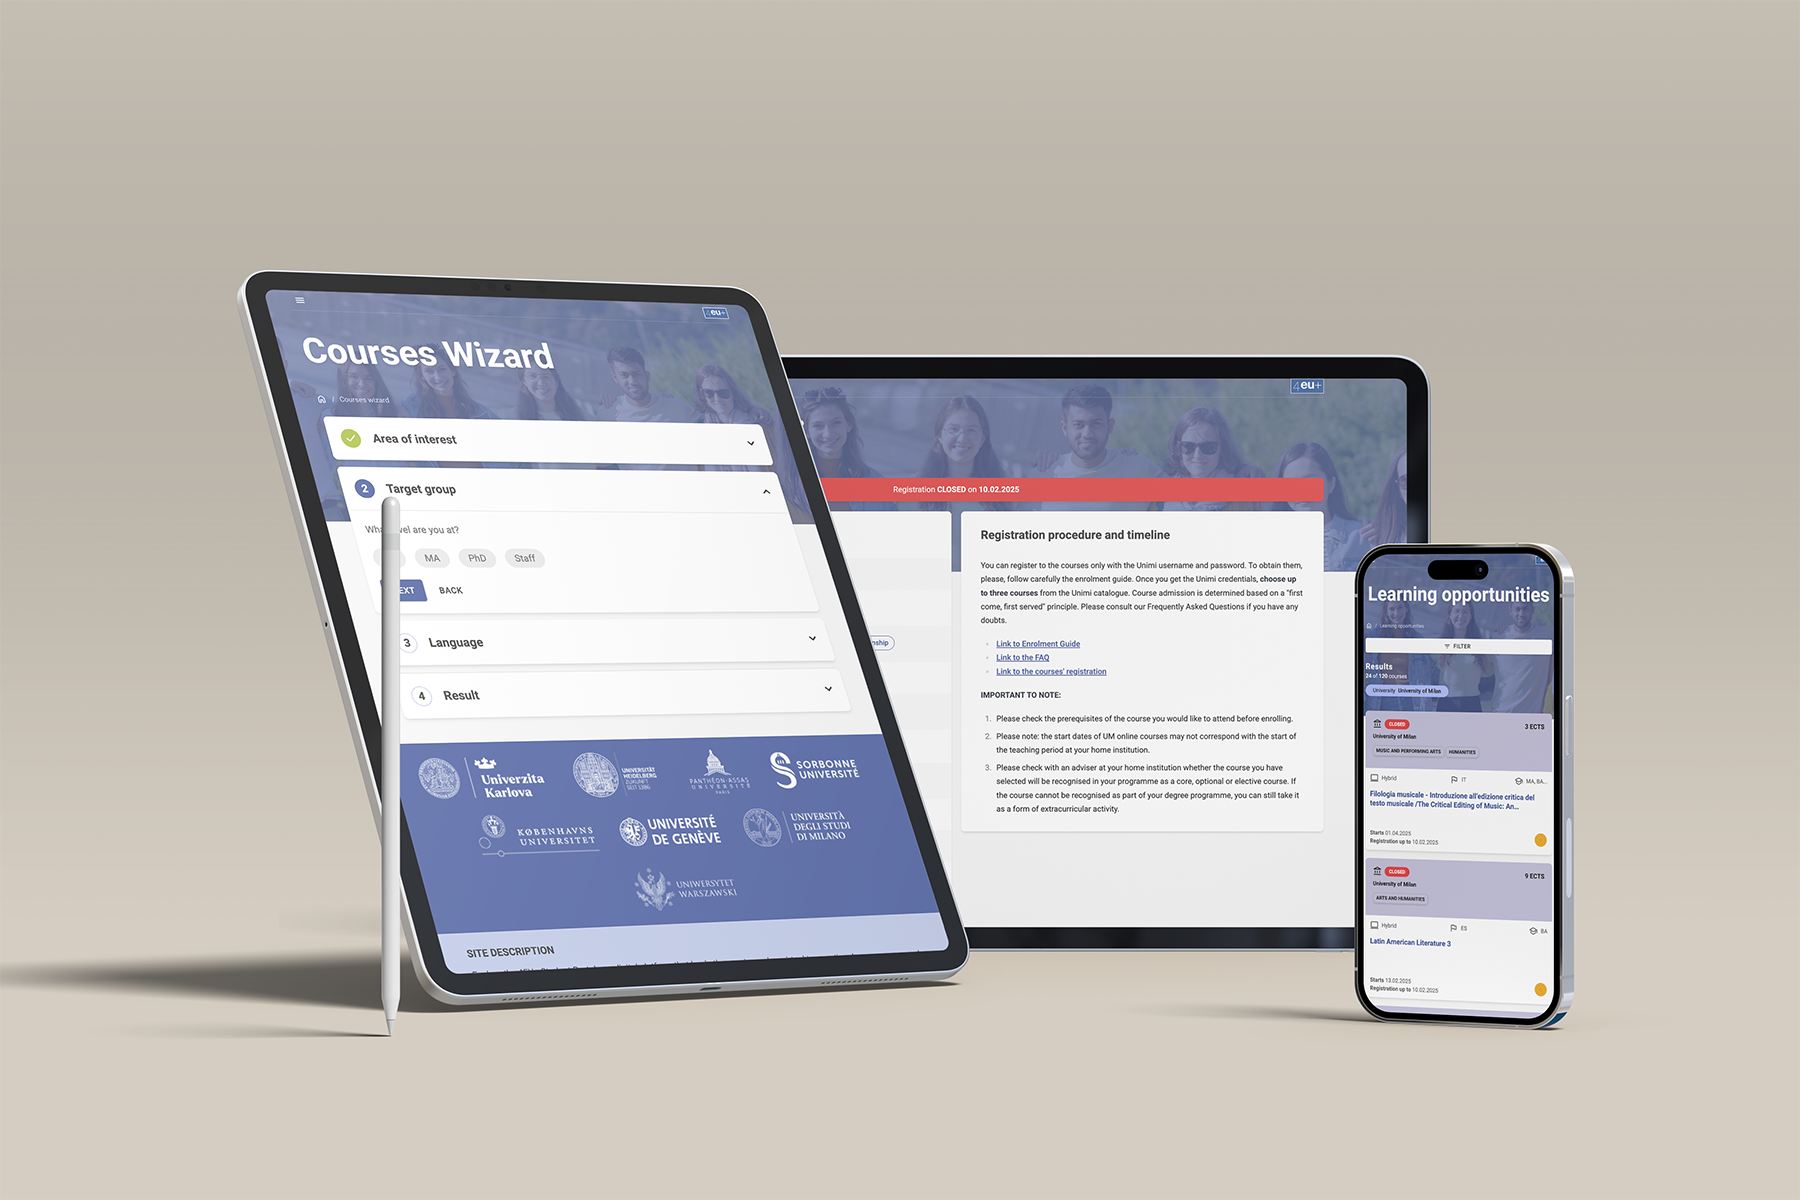 4eu+
Courses Wizard
/ Courses wizard
Area of interest
2 Target group
el are you at?
MA PhD Staff
EXT BACK
3 Language
4 Result
Univerzita
Karlova
UNIVERSITÄT
HEIDELBERG
ZUKUNFT
SEIT 1386
PANTHÉON-ASSAS
UNIVERSITÉ
PARIS
SORBONNE
UNIVERSITÉ
KØBENHAVNS
UNIVERSITET
UNIVERSITÉ
DE GENÈVE
UNIVERSITÀ
DEGLI STUDI
DI MILANO
UNIWERSYTET
WARSZAWSKI
SITE DESCRIPTION
4eu+
Registration CLOSED on 10.02.2025
nship
Registration procedure and timeline
You can register to the courses only with the Unimi username and password. To obtain them,
please, follow carefully the enrolment guide. Once you get the Unimi credentials, choose up
to three courses from the Unimi catalogue. Course admission is determined based on a "first
come, first served" principle. Please consult our Frequently Asked Questions if you have any
doubts.
Link to Enrolment Guide
Link to the FAQ
Link to the courses' registration
IMPORTANT TO NOTE:
1. Please check the prerequisites of the course you would like to attend before enrolling.
2. Please note: the start dates of UM online courses may not correspond with the start of
the teaching period at your home institution.
3. Please check with an adviser at your home institution whether the course you have
selected will be recognised in your programme as a core, optional or elective course. If
the course cannot be recognised as part of your degree programme, you can still take it
as a form of extracurricular activity.
Learning opportunities
/ Learning opportunities
FILTER
Results
24 of 120 courses
University University of Milan
CLOSED 3 ECTS
University of Milan
MUSIC AND PERFORMING ARTS HUMANITIES
Hybrid IT MA, BA...
Filologia musicale - Introduzione all'edizione critica del
testo musicale /The Critical Editing of Music: An...
Starts 01.04.2025
Registration up to 10.02.2025
CLOSED 9 ECTS
University of Milan
ARTS AND HUMANITIES
Hybrid ES BA
Latin American Literature 3
Starts 13.02.2025
Registration up to 10.02.2025